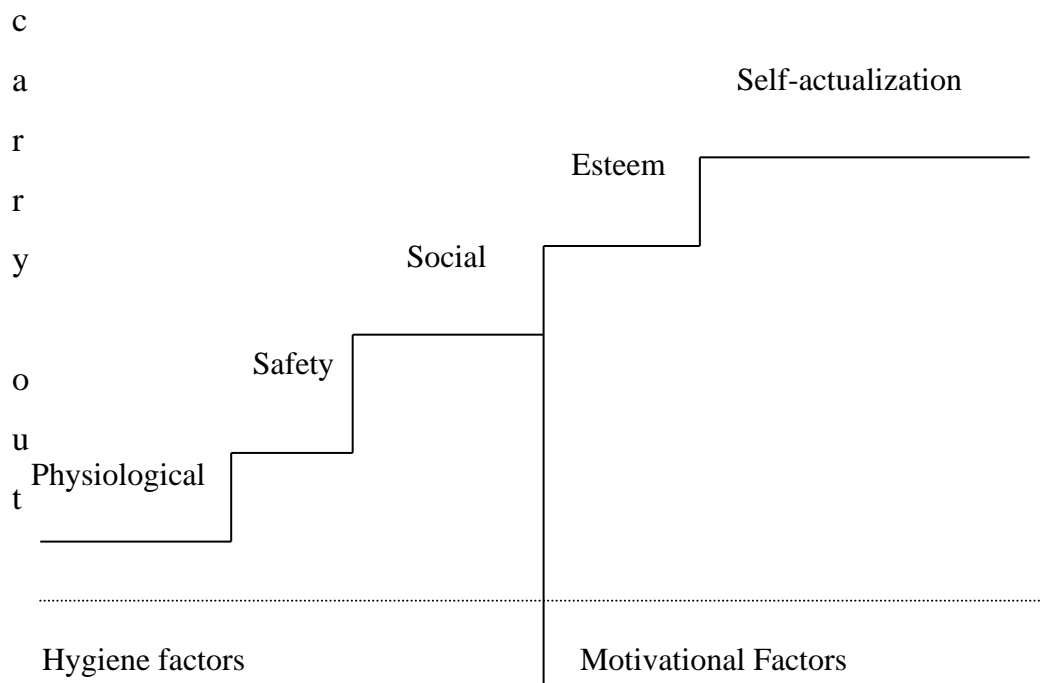 c
a
r
r
y
o
u
t
Self-actualization
Esteem
Social
Safety
Physiological
Hygiene factors
Motivational Factors